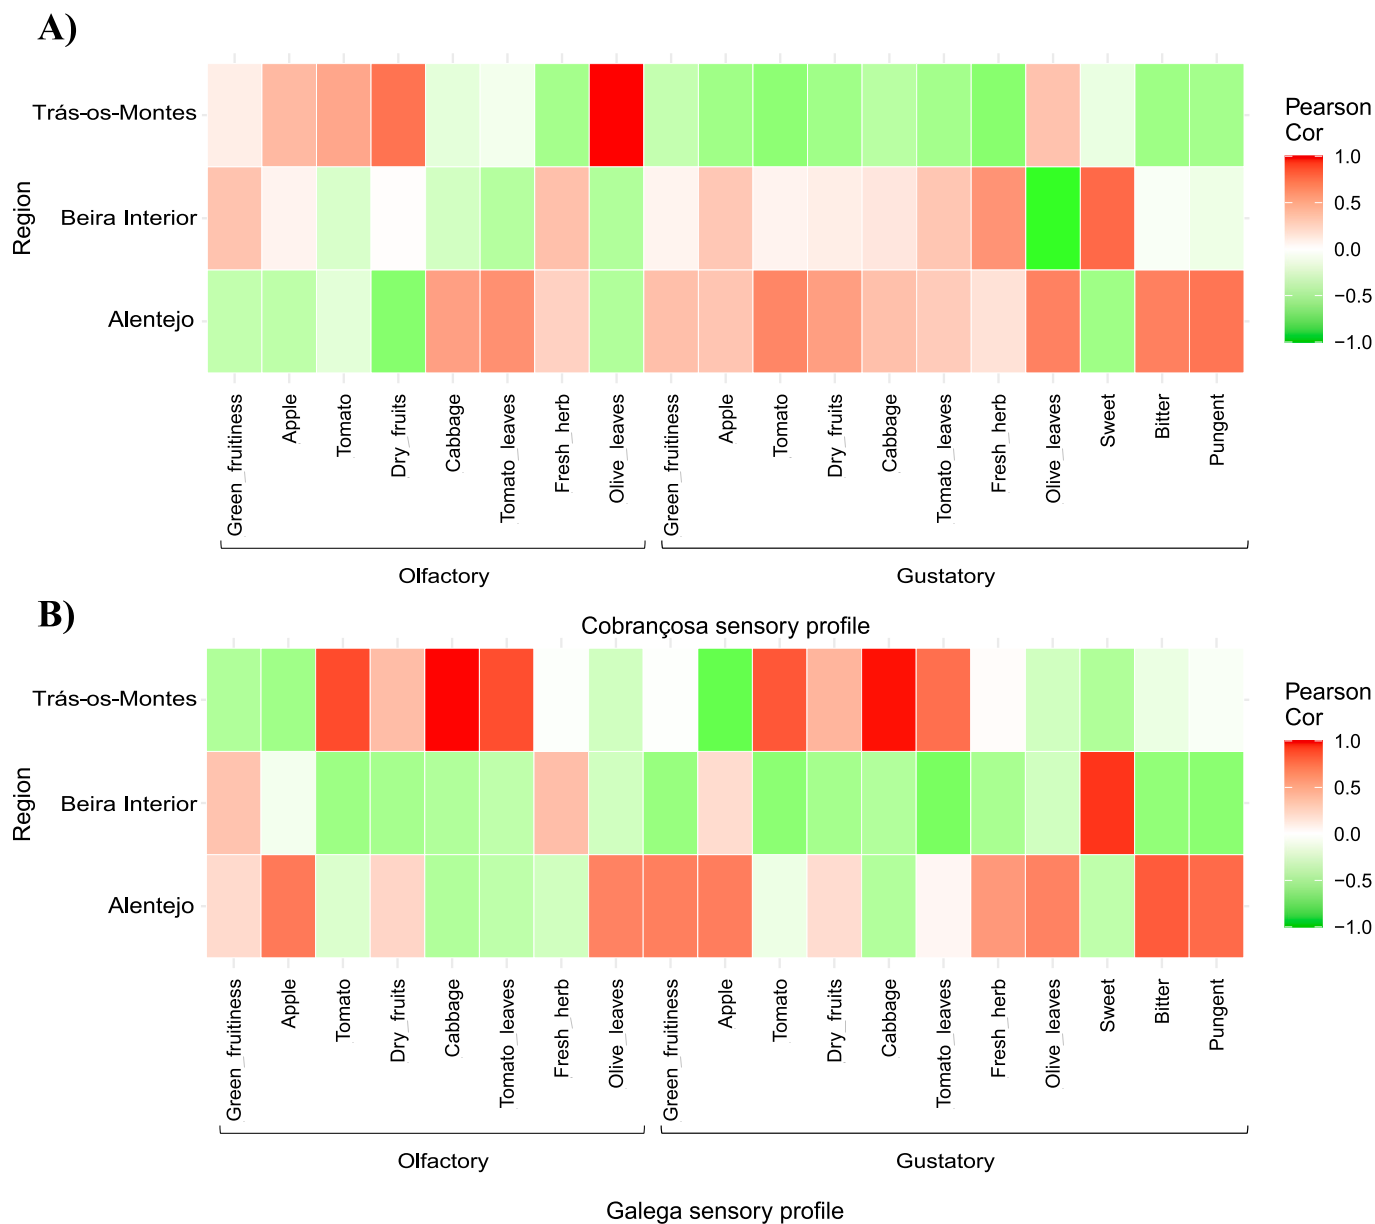 A)
Trás-os-Montes
Beira Interior
Alentejo
Region
Pearson
Cor
1.0
0.5
0.0
−0.5
−1.0
Green_fruitiness
Apple
Tomato
Dry_fruits
Cabbage
Tomato_leaves
Fresh_herb
Olive_leaves
Green_fruitiness
Apple
Tomato
Dry_fruits
Cabbage
Tomato_leaves
Fresh_herb
Olive_leaves
Sweet
Bitter
Pungent
Olfactory
Gustatory
Cobrançosa sensory profile
B)
Trás-os-Montes
Beira Interior
Alentejo
Region
Pearson
Cor
1.0
0.5
0.0
−0.5
−1.0
Green_fruitiness
Apple
Tomato
Dry_fruits
Cabbage
Tomato_leaves
Fresh_herb
Olive_leaves
Green_fruitiness
Apple
Tomato
Dry_fruits
Cabbage
Tomato_leaves
Fresh_herb
Olive_leaves
Sweet
Bitter
Pungent
Olfactory
Gustatory
Galega sensory profile